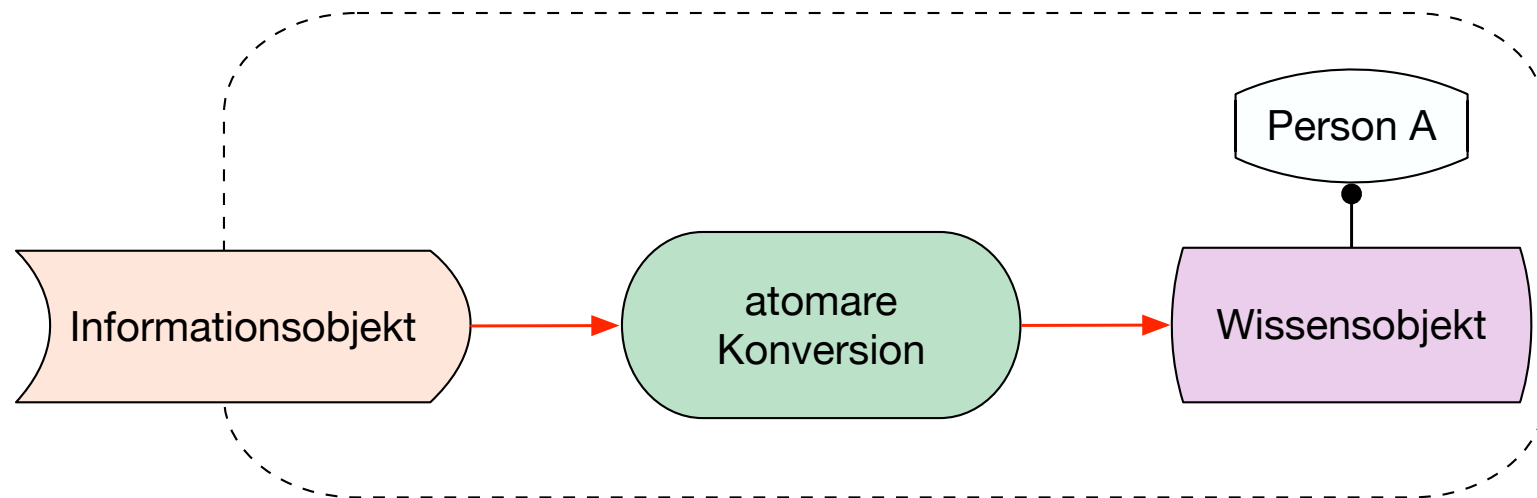 Person A
Informationsobjekt
atomare
Konversion
Wissensobjekt